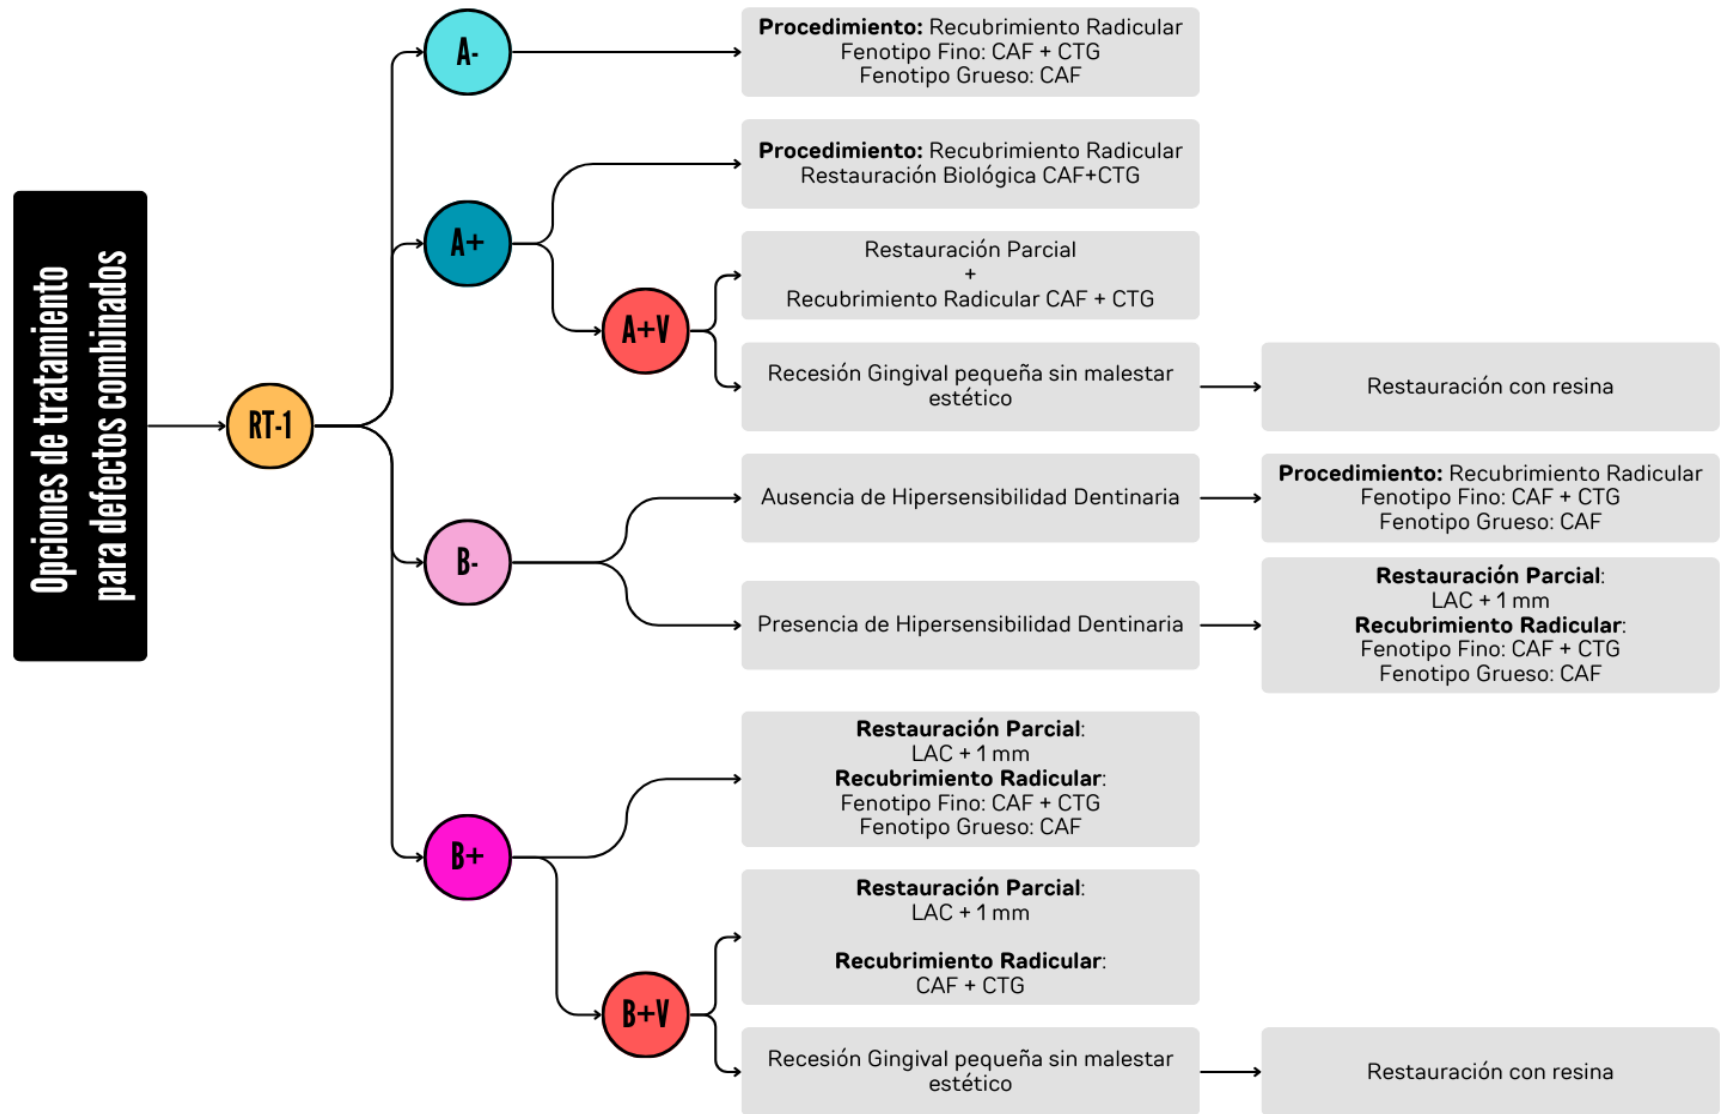 Opciones de tratamiento
para defectos combinados
RT-1
A-
Procedimiento: Recubrimiento Radicular
Fenotipo Fino: CAF + CTG
Fenotipo Grueso: CAF
A+
Procedimiento: Recubrimiento Radicular
Restauración Biológica CAF+CTG
A+V
Restauración Parcial
+
Recubrimiento Radicular CAF + CTG
Recesión Gingival pequeña sin malestar
estético
Restauración con resina
B-
Ausencia de Hipersensibilidad Dentinaria
Procedimiento: Recubrimiento Radicular
Fenotipo Fino: CAF + CTG
Fenotipo Grueso: CAF
Presencia de Hipersensibilidad Dentinaria
Restauración Parcial:
LAC + 1 mm
Recubrimiento Radicular:
Fenotipo Fino: CAF + CTG
Fenotipo Grueso: CAF
B+
Restauración Parcial:
LAC + 1 mm
Recubrimiento Radicular:
Fenotipo Fino: CAF + CTG
Fenotipo Grueso: CAF
B+V
Restauración Parcial:
LAC + 1 mm
Recubrimiento Radicular:
CAF + CTG
Recesión Gingival pequeña sin malestar
estético
Restauración con resina